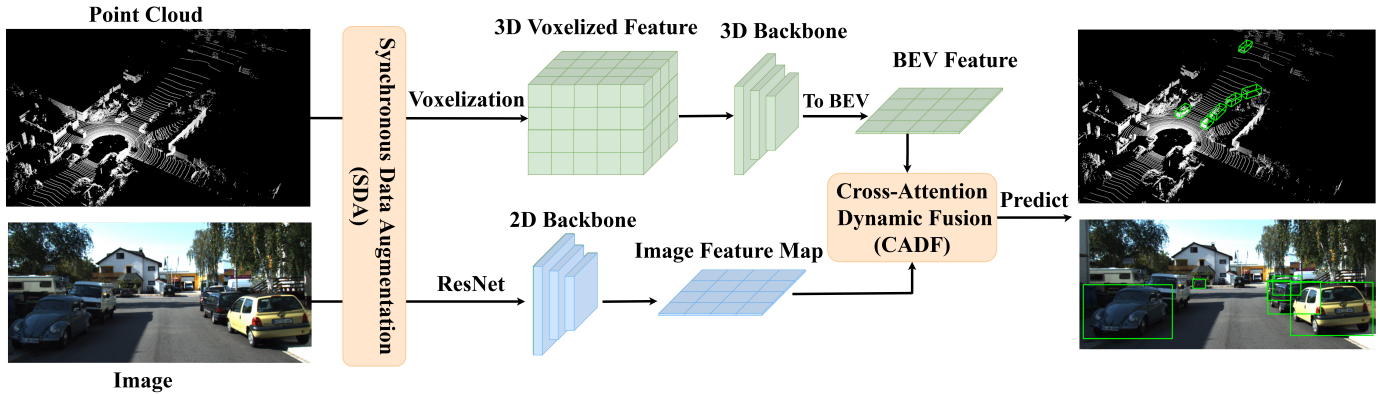 Point Cloud
Image
Synchronous Data Augmentation
(SDA)
Voxelization
3D Voxelized Feature
3D Backbone
To BEV
BEV Feature
ResNet
2D Backbone
Image Feature Map
Cross-Attention
Dynamic Fusion
(CADF)
Predict